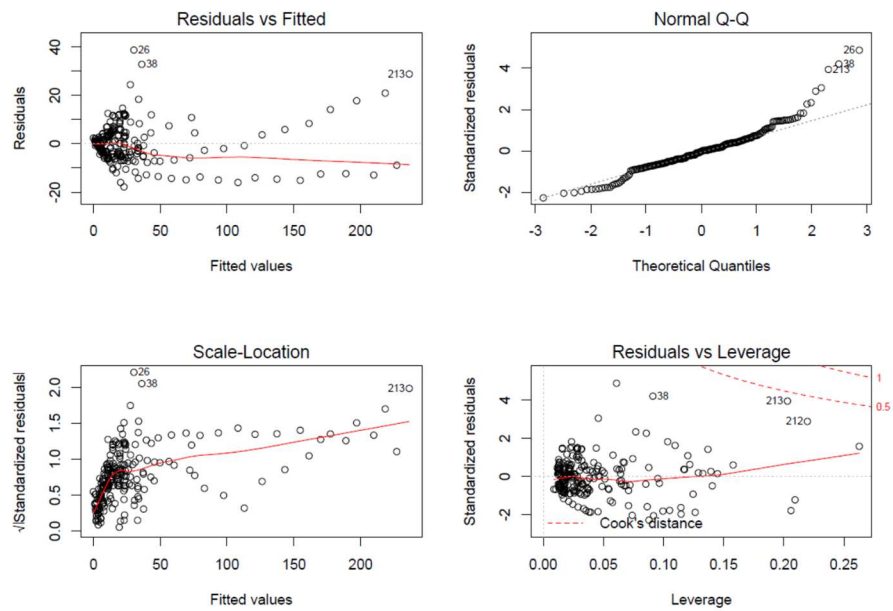 Residuals vs Fitted
Residuals
40
20
0
-20
26
38
213
0 50 100 150 200
Fitted values
Normal Q-Q
Standardized residuals
4
2
0
-2
26
38
213
-3 -2 -1 0 1 2 3
Theoretical Quantiles
Scale-Location
√|Standardized residuals|
2.0
1.5
1.0
0.5
0.0
26
38
213
0 50 100 150 200
Fitted values
Residuals vs Leverage
Standardized residuals
4
2
0
-2
38
213
212
1
0.5
Cook's distance
0.00 0.05 0.10 0.15 0.20 0.25
Leverage